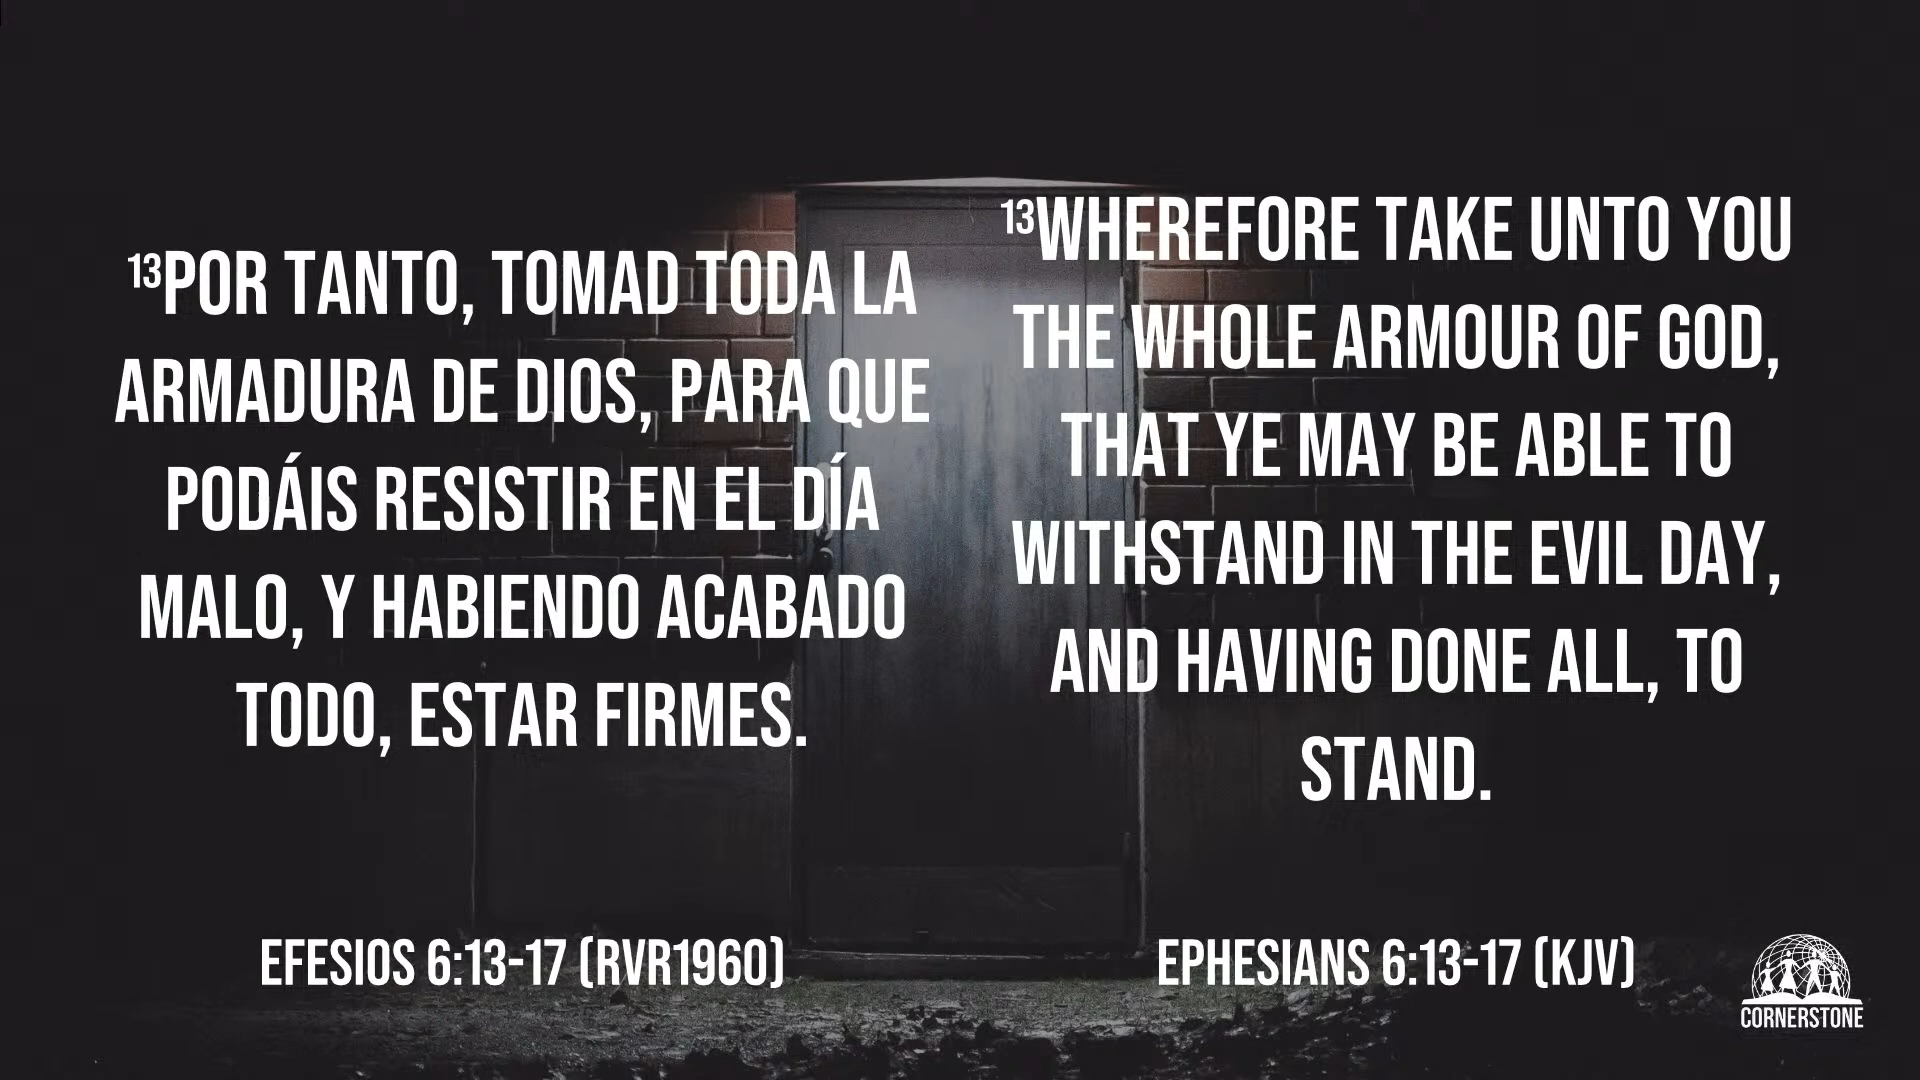 ¹³POR TANTO, TOMAD TODA LA
ARMADURA DE DIOS, PARA QUE
PODÁIS RESISTIR EN EL DÍA
MALO, Y HABIENDO ACABADO
TODO, ESTAR FIRMES.
EFESIOS 6:13-17 (RVR1960)
¹³WHEREFORE TAKE UNTO YOU
THE WHOLE ARMOUR OF GOD,
THAT YE MAY BE ABLE TO
WITHSTAND IN THE EVIL DAY,
AND HAVING DONE ALL, TO
STAND.
EPHESIANS 6:13-17 (KJV)
CORNERSTONE